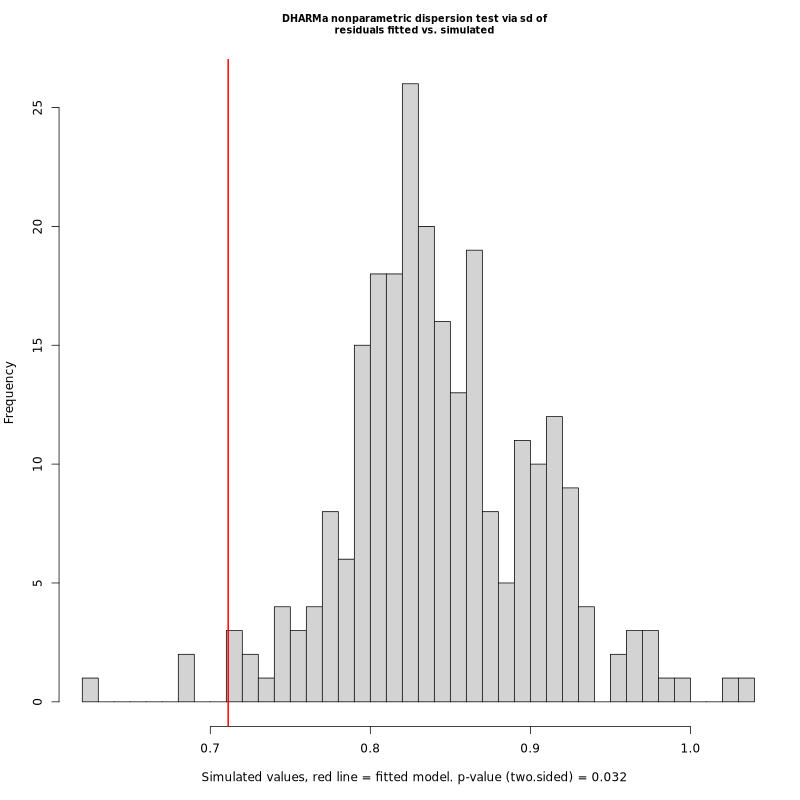 DHARMa nonparametric dispersion test via sd of
residuals fitted vs. simulated
25
20
15
10
5
0
Frequency
0.7 0.8 0.9 1.0
Simulated values, red line = fitted model. p-value (two.sided) = 0.032